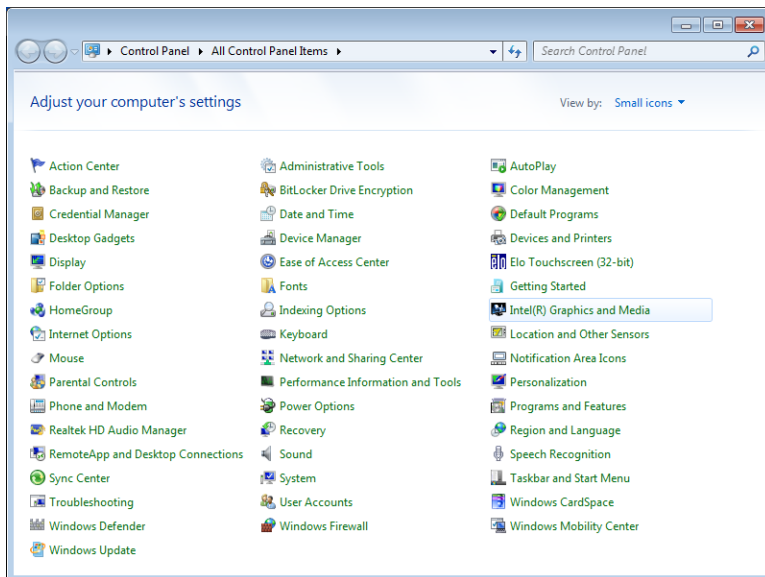 Control Panel All Control Panel Items Search Control Panel
Adjust your computer's settings View by: Small icons
Action Center Administrative Tools AutoPlay
Backup and Restore BitLocker Drive Encryption Color Management
Credential Manager Date and Time Default Programs
Desktop Gadgets Device Manager Devices and Printers
Display Ease of Access Center Elo Touchscreen (32-bit)
Folder Options Fonts Getting Started
HomeGroup Indexing Options Intel(R) Graphics and Media
Internet Options Keyboard Location and Other Sensors
Mouse Network and Sharing Center Notification Area Icons
Parental Controls Performance Information and Tools Personalization
Phone and Modem Power Options Programs and Features
Realtek HD Audio Manager Recovery Region and Language
RemoteApp and Desktop Connections Sound Speech Recognition
Sync Center System Taskbar and Start Menu
Troubleshooting User Accounts Windows CardSpace
Windows Defender Windows Firewall Windows Mobility Center
Windows Update